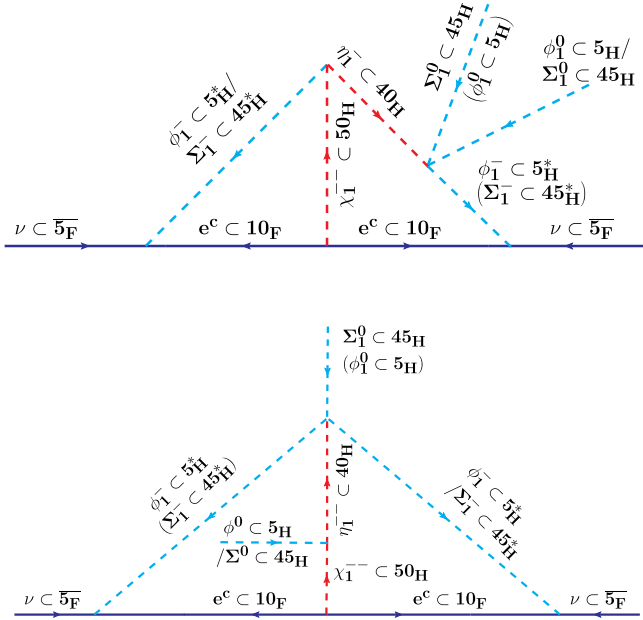 Σ₁⁰ ⊂ 45_H
(ϕ₁⁰ ⊂ 5_H)
ϕ₁⁰ ⊂ 5_H/
Σ₁⁰ ⊂ 45_H
η₁⁻ ⊂ 40_H
ϕ₁⁻ ⊂ 5*_H/
Σ₁⁻ ⊂ 45*_H
χ₁⁻⁻ ⊂ 50_H
ϕ₁⁻ ⊂ 5*_H
(Σ₁⁻ ⊂ 45*_H)
ν ⊂ 5̅_F̅
e^c ⊂ 10_F
e^c ⊂ 10_F
ν ⊂ 5̅_F̅
Σ₁⁰ ⊂ 45_H
(ϕ₁⁰ ⊂ 5_H)
ϕ₁⁻ ⊂ 5*_H
(Σ₁⁻ ⊂ 45*_H)
η₁⁻⁻ ⊂ 40_H
ϕ₁⁻ ⊂ 5*_H
/Σ₁⁻ ⊂ 45*_H
ϕ⁰ ⊂ 5_H
/Σ⁰ ⊂ 45_H
χ₁⁻⁻ ⊂ 50_H
ν ⊂ 5̅_F̅
e^c ⊂ 10_F
e^c ⊂ 10_F
ν ⊂ 5̅_F̅